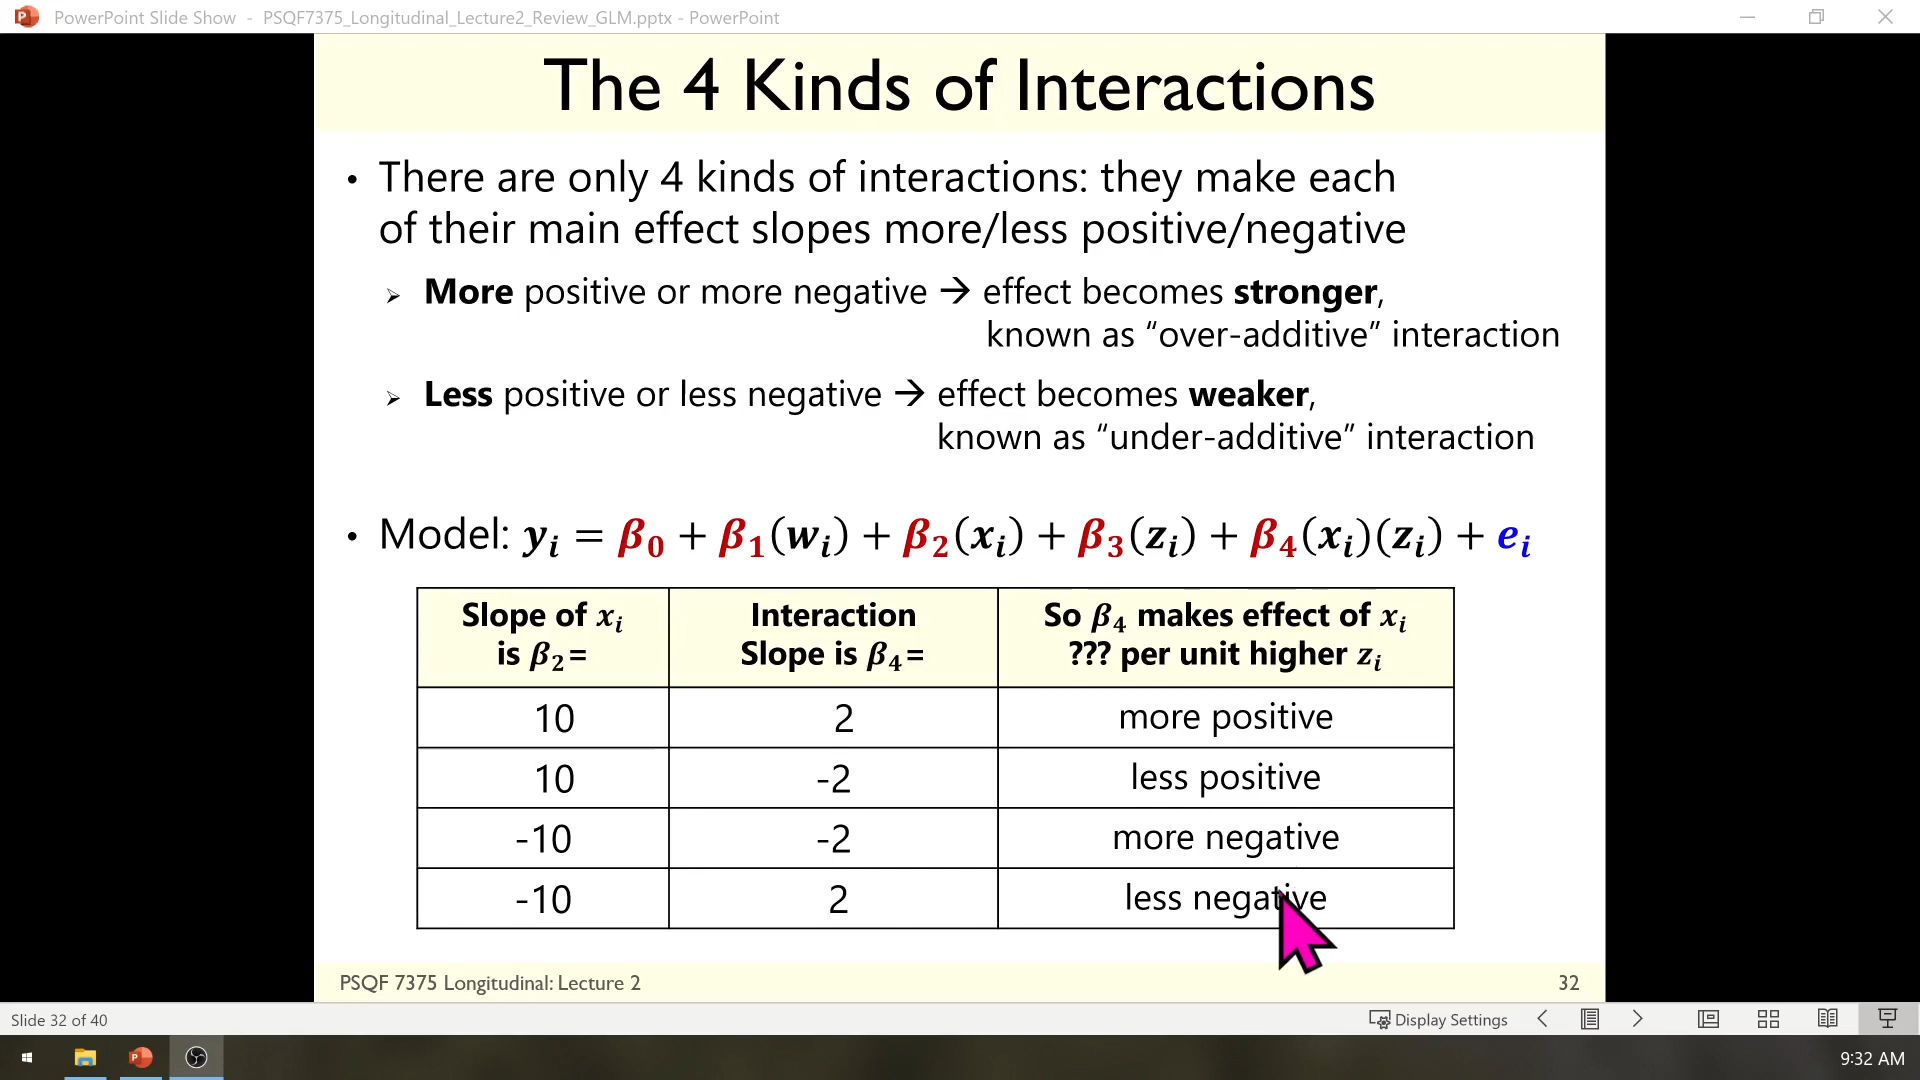 PowerPoint Slide Show - PSQF7375_Longitudinal_Lecture2_Review_GLM.pptx - PowerPoint
The 4 Kinds of Interactions
• There are only 4 kinds of interactions: they make each
of their main effect slopes more/less positive/negative
➢ More positive or more negative → effect becomes stronger,
known as “over-additive” interaction
➢ Less positive or less negative → effect becomes weaker,
known as “under-additive” interaction
• Model: yᵢ = β₀ + β₁(wᵢ) + β₂(xᵢ) + β₃(zᵢ) + β₄(xᵢ)(zᵢ) + eᵢ
Slope of xᵢ
is β₂=
Interaction
Slope is β₄=
So β₄ makes effect of xᵢ
??? per unit higher zᵢ
10 2 more positive
10 -2 less positive
-10 -2 more negative
-10 2 less negative
PSQF 7375 Longitudinal: Lecture 2 32
Slide 32 of 40 Display Settings
9:32 AM